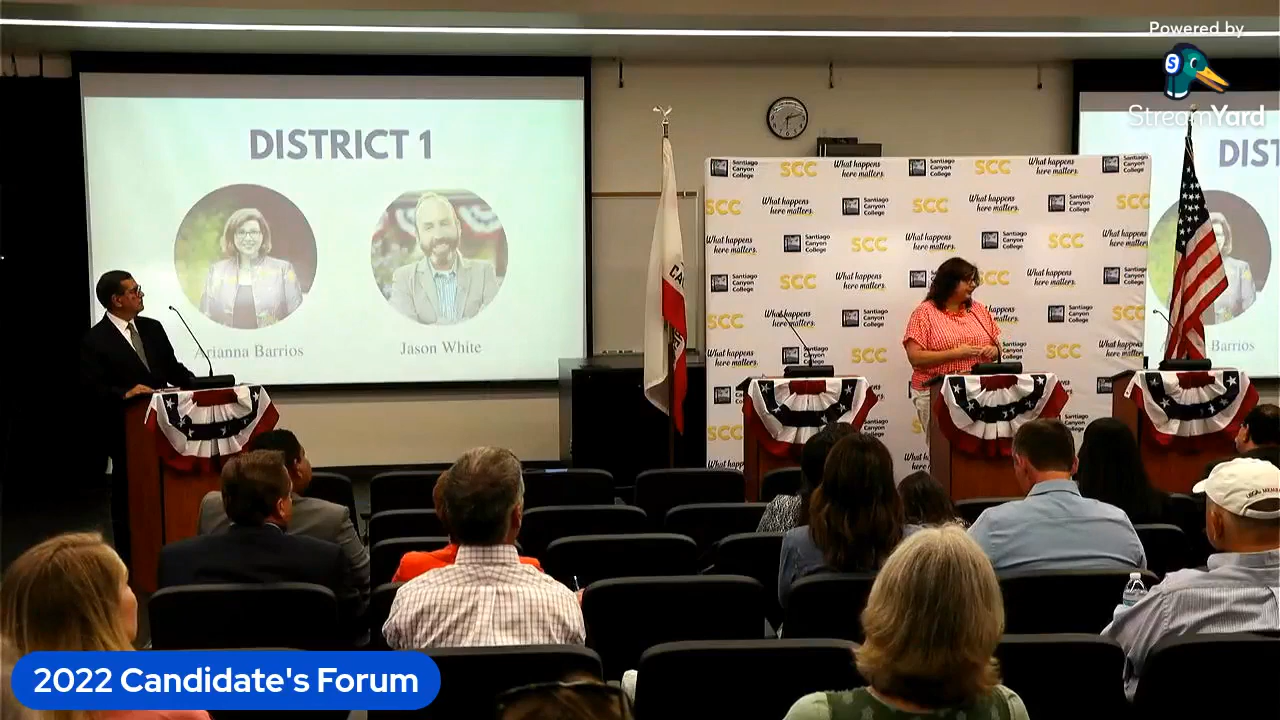 Powered by
StreamYard
DISTRICT 1
Arianna Barrios
Jason White
DIST
Barrios
Santiago
Canyon
College
SCC
What happens
here matters.
2022 Candidate's Forum